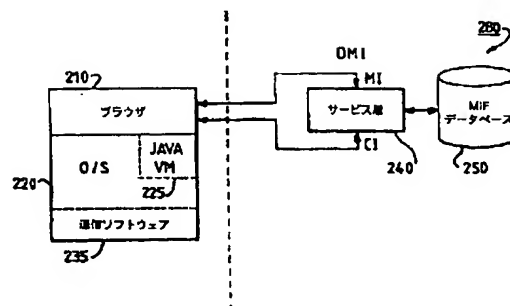 200
210
ブラウザ
O/S
JAVA
VM
220
225
通信ソフトウェア
235
DMI
MI
サービス層
CI
240
MIF
データベース
250